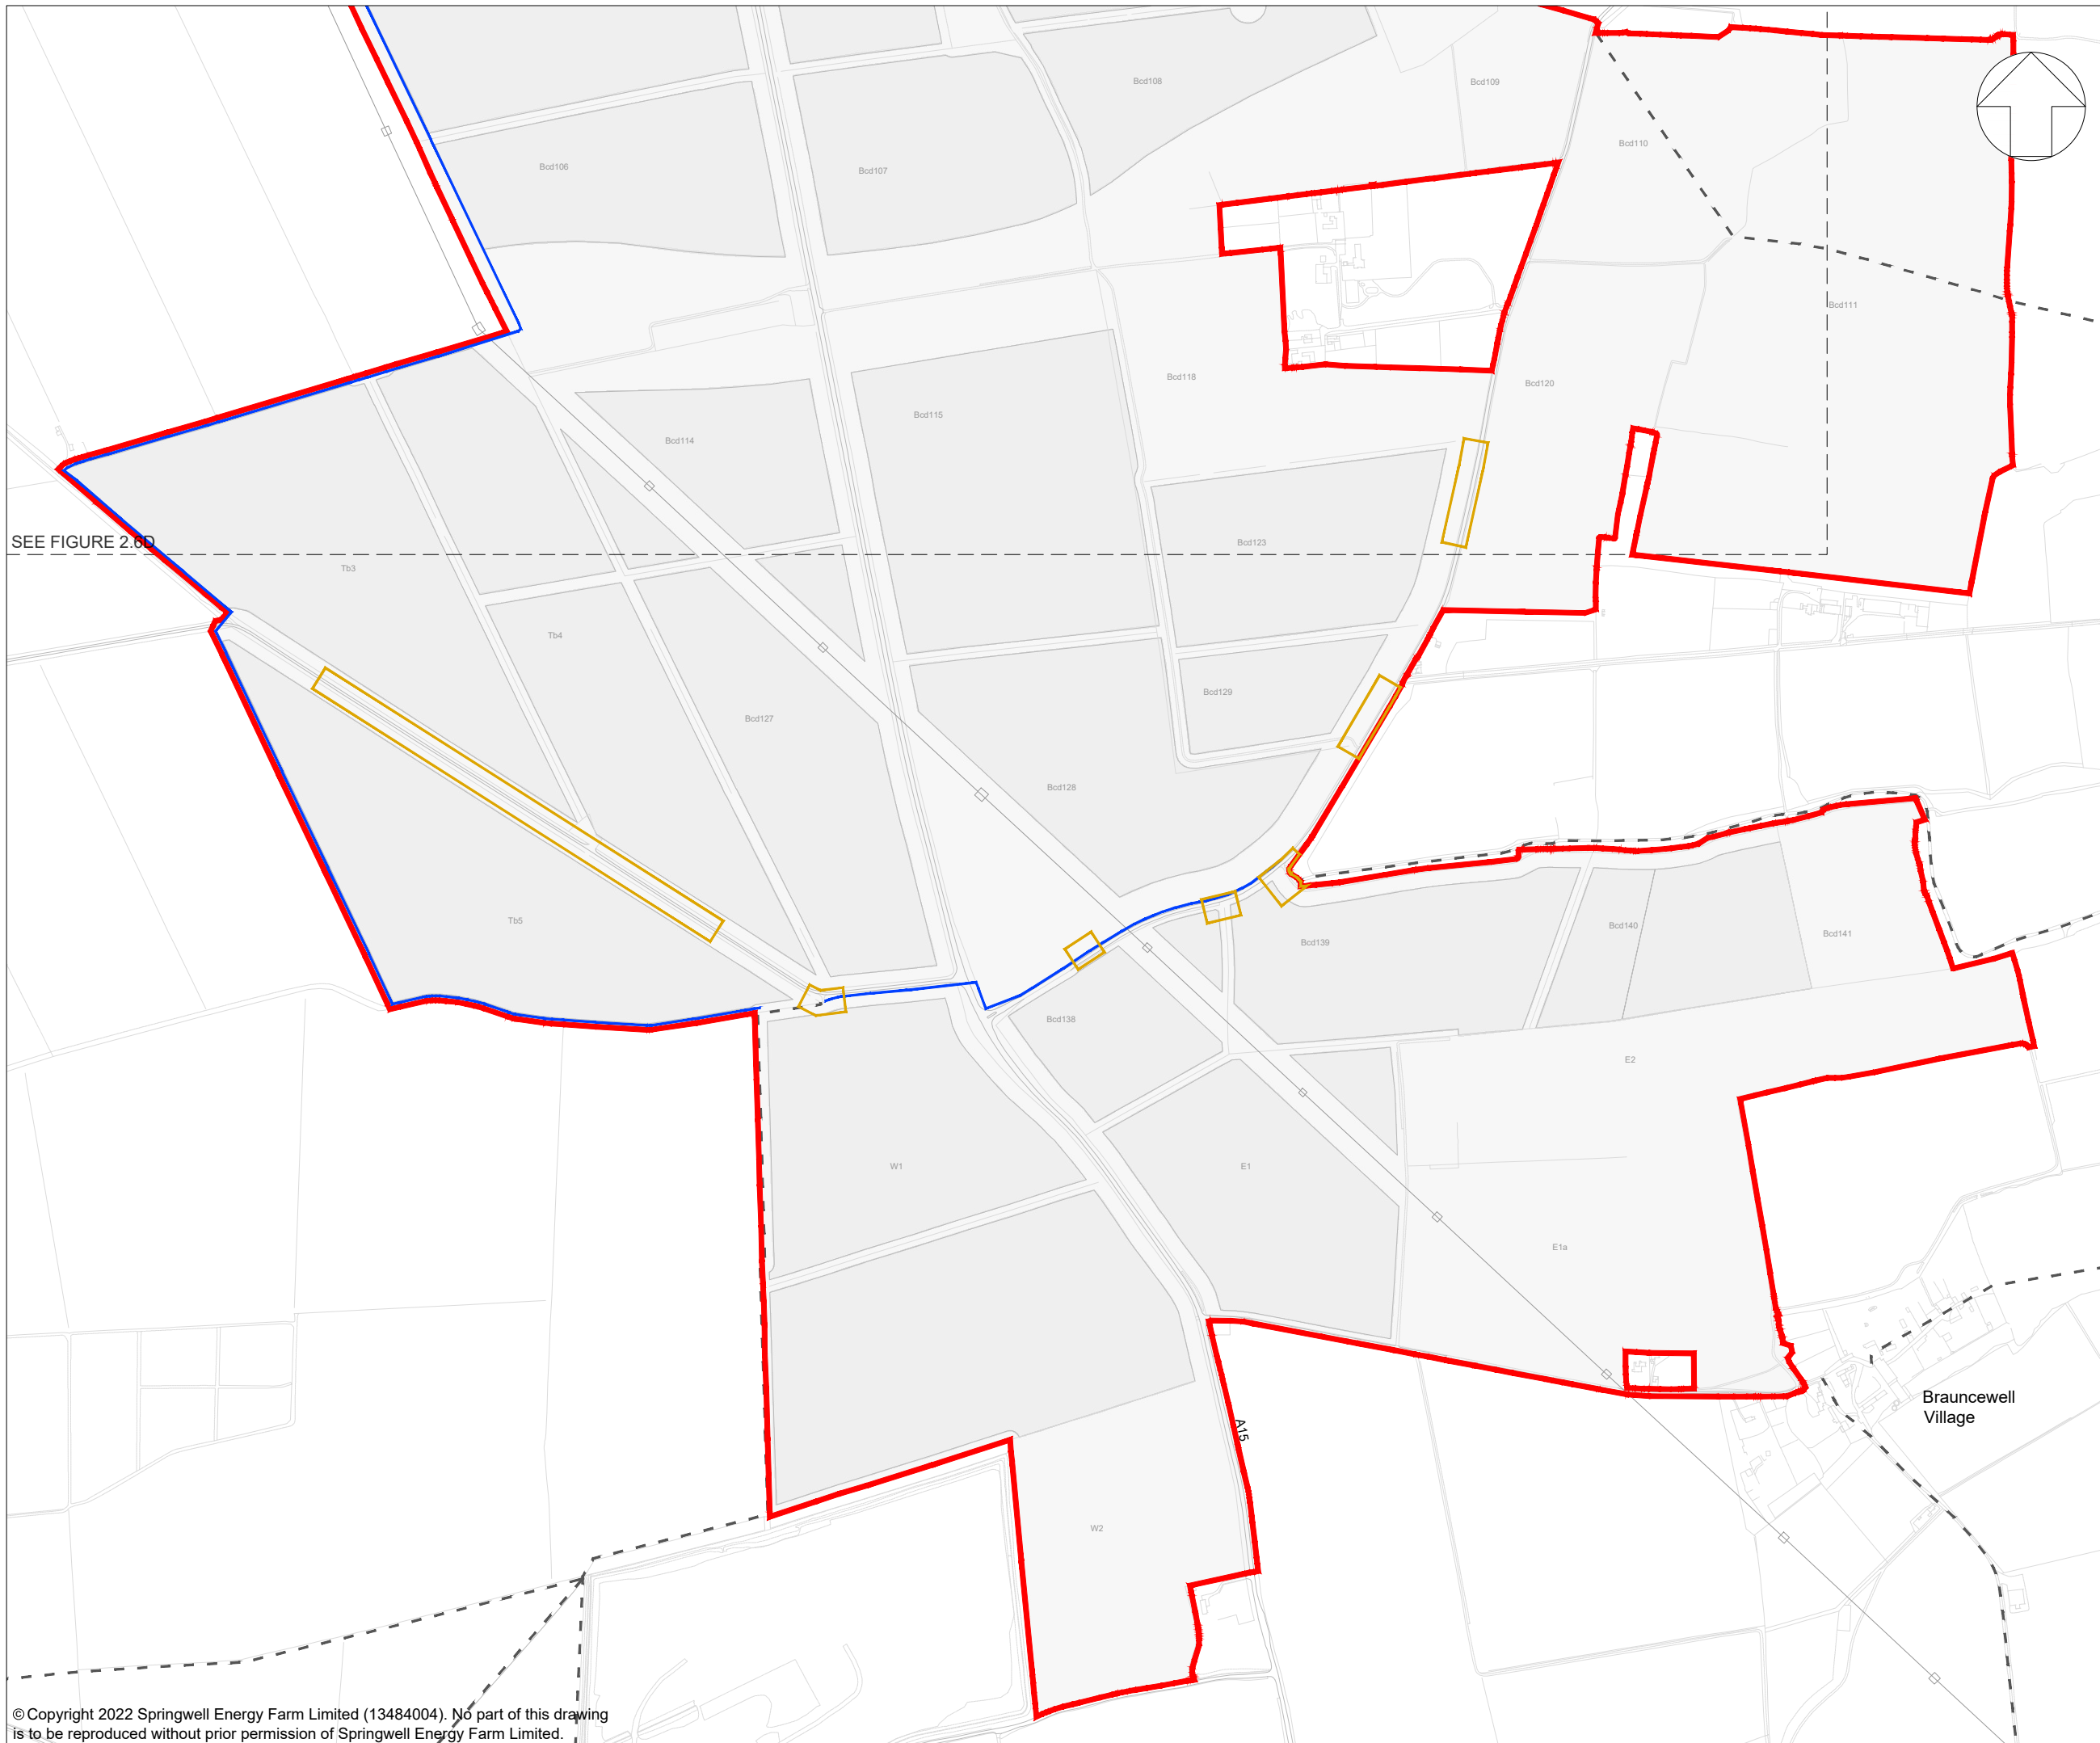 Bcd108
Bcd109
Bcd110
Bcd106
Bcd107
Bcd111
Bcd118
Bcd120
Bcd115
Bcd114
SEE FIGURE 2.6D
Bcd123
Tb3
Tb4
Bcd129
Bcd127
Bcd128
Tb5
Bcd140
Bcd141
Bcd139
Bcd138
E2
W1
E1
E1a
Brauncewell
Village
A15
W2
© Copyright 2022 Springwell Energy Farm Limited (13484004). No part of this drawing
is to be reproduced without prior permission of Springwell Energy Farm Limited.